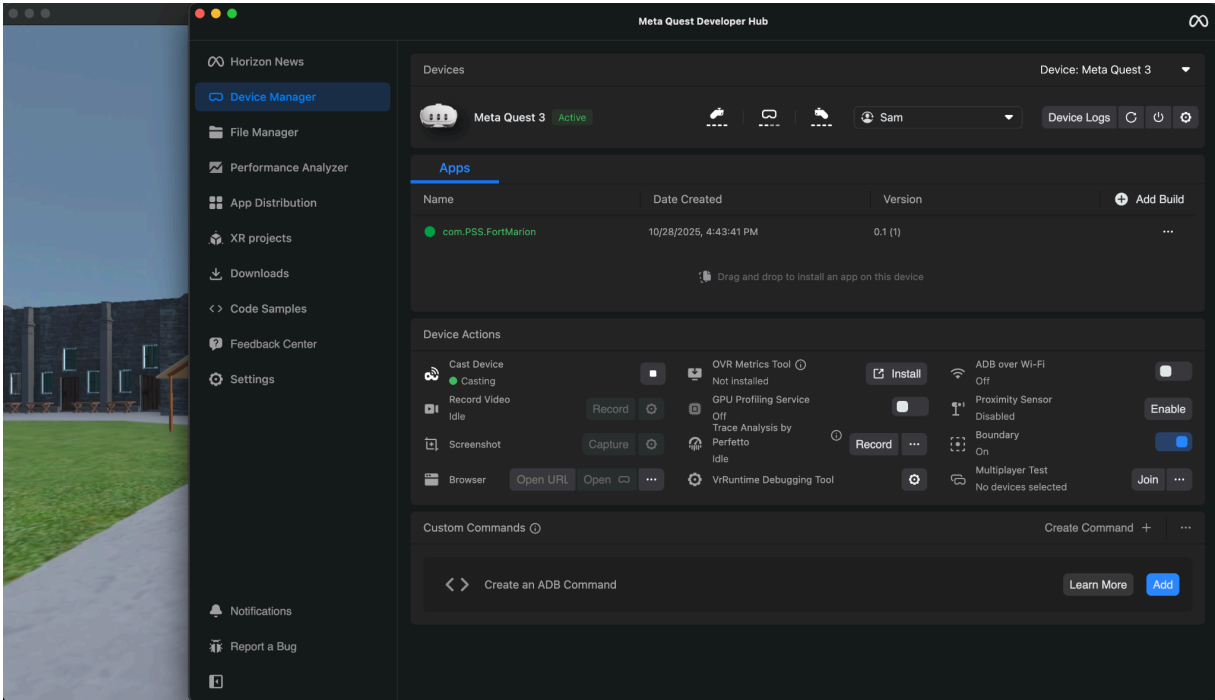 Meta Quest Developer Hub
Horizon News
Device Manager
File Manager
Performance Analyzer
App Distribution
XR projects
Downloads
Code Samples
Feedback Center
Settings
Notifications
Report a Bug
Devices
Device: Meta Quest 3
Meta Quest 3 Active
Sam
Device Logs
Apps
Name Date Created Version Add Build
com.PSS.FortMarion 10/28/2025, 4:43:41 PM 0.1 (1)
Drag and drop to install an app on this device
Device Actions
Cast Device
Casting
Record Video
Idle
Record
Screenshot
Capture
Browser
Open URL
Open
OVR Metrics Tool
Not installed
Install
GPU Profiling Service
Off
Trace Analysis by
Perfetto
Idle
Record
VrRuntime Debugging Tool
ADB over Wi-Fi
Off
Proximity Sensor
Disabled
Enable
Boundary
On
Multiplayer Test
No devices selected
Join
Custom Commands
Create Command +
Create an ADB Command
Learn More
Add